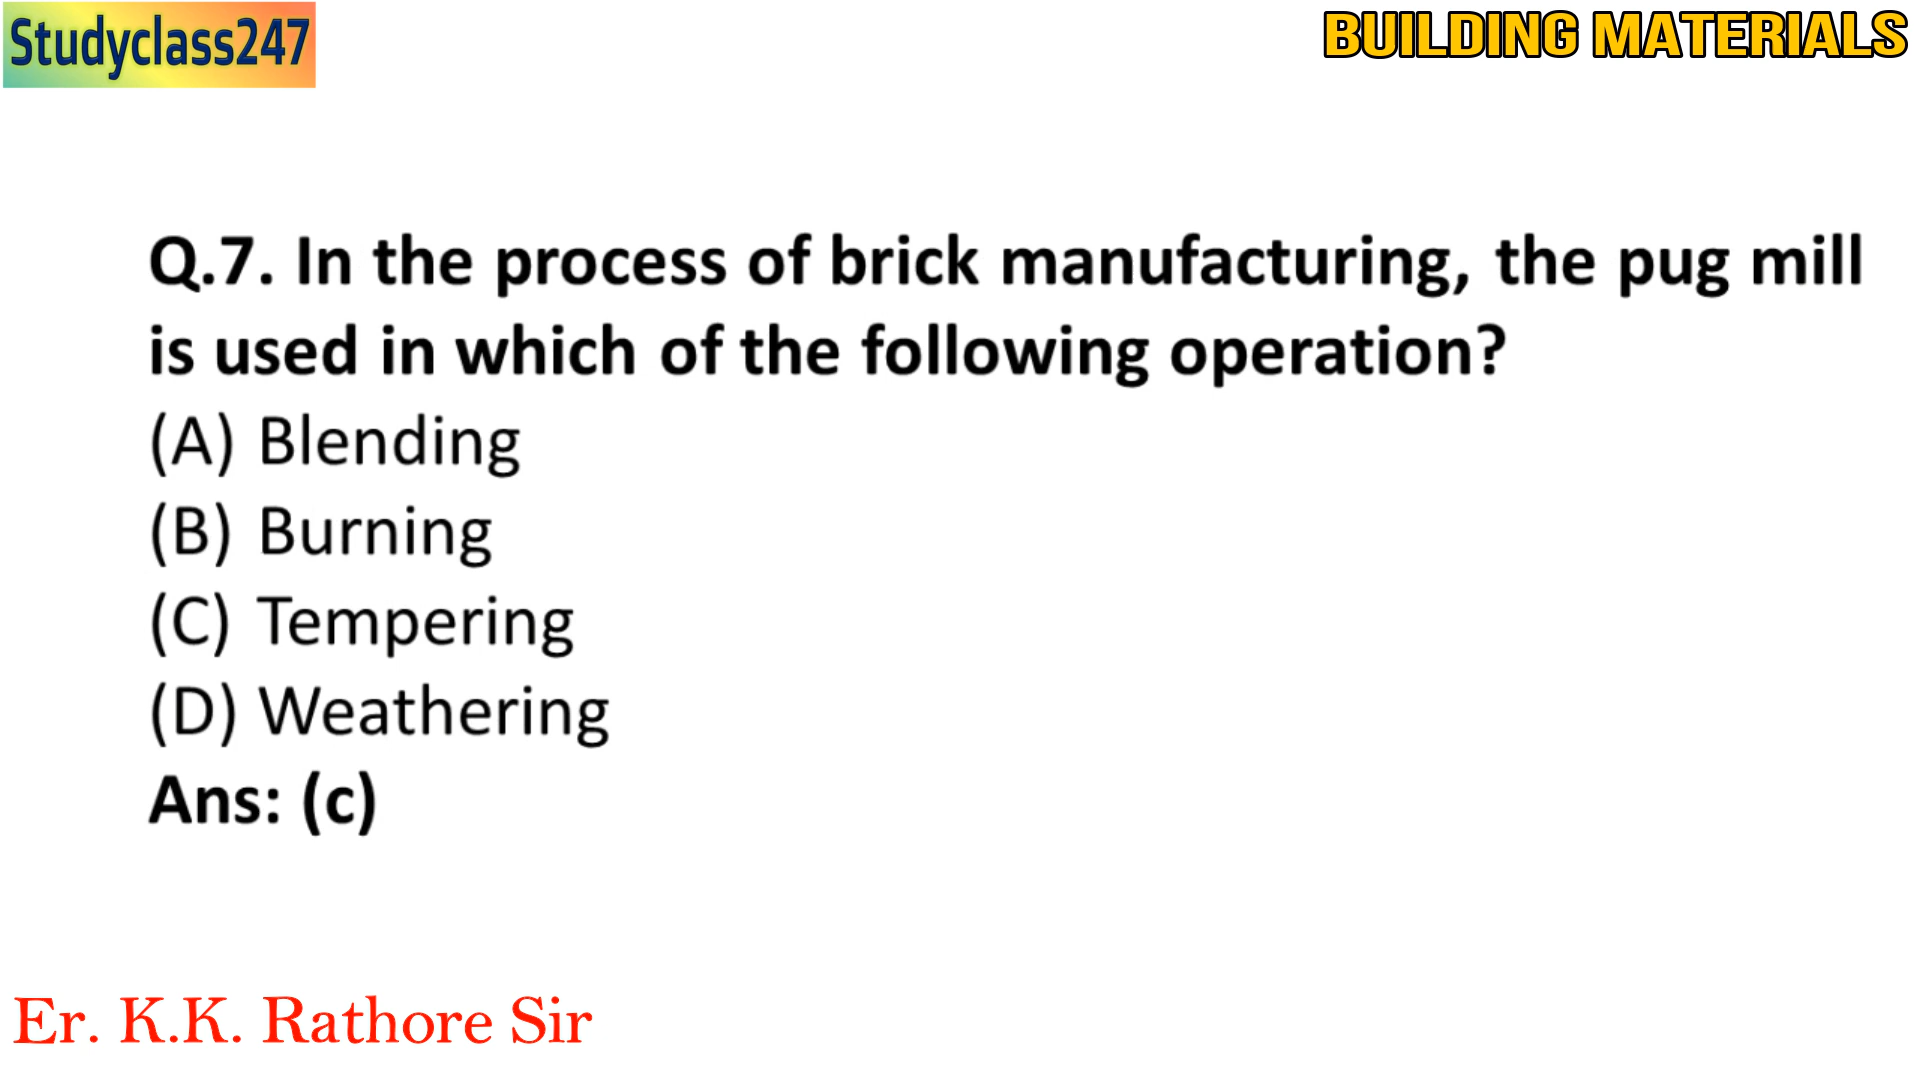 Studyclass247
BUILDING MATERIALS
Q.7. In the process of brick manufacturing, the pug mill
is used in which of the following operation?
(A) Blending
(B) Burning
(C) Tempering
(D) Weathering
Ans: (c)
Er. K.K. Rathore Sir